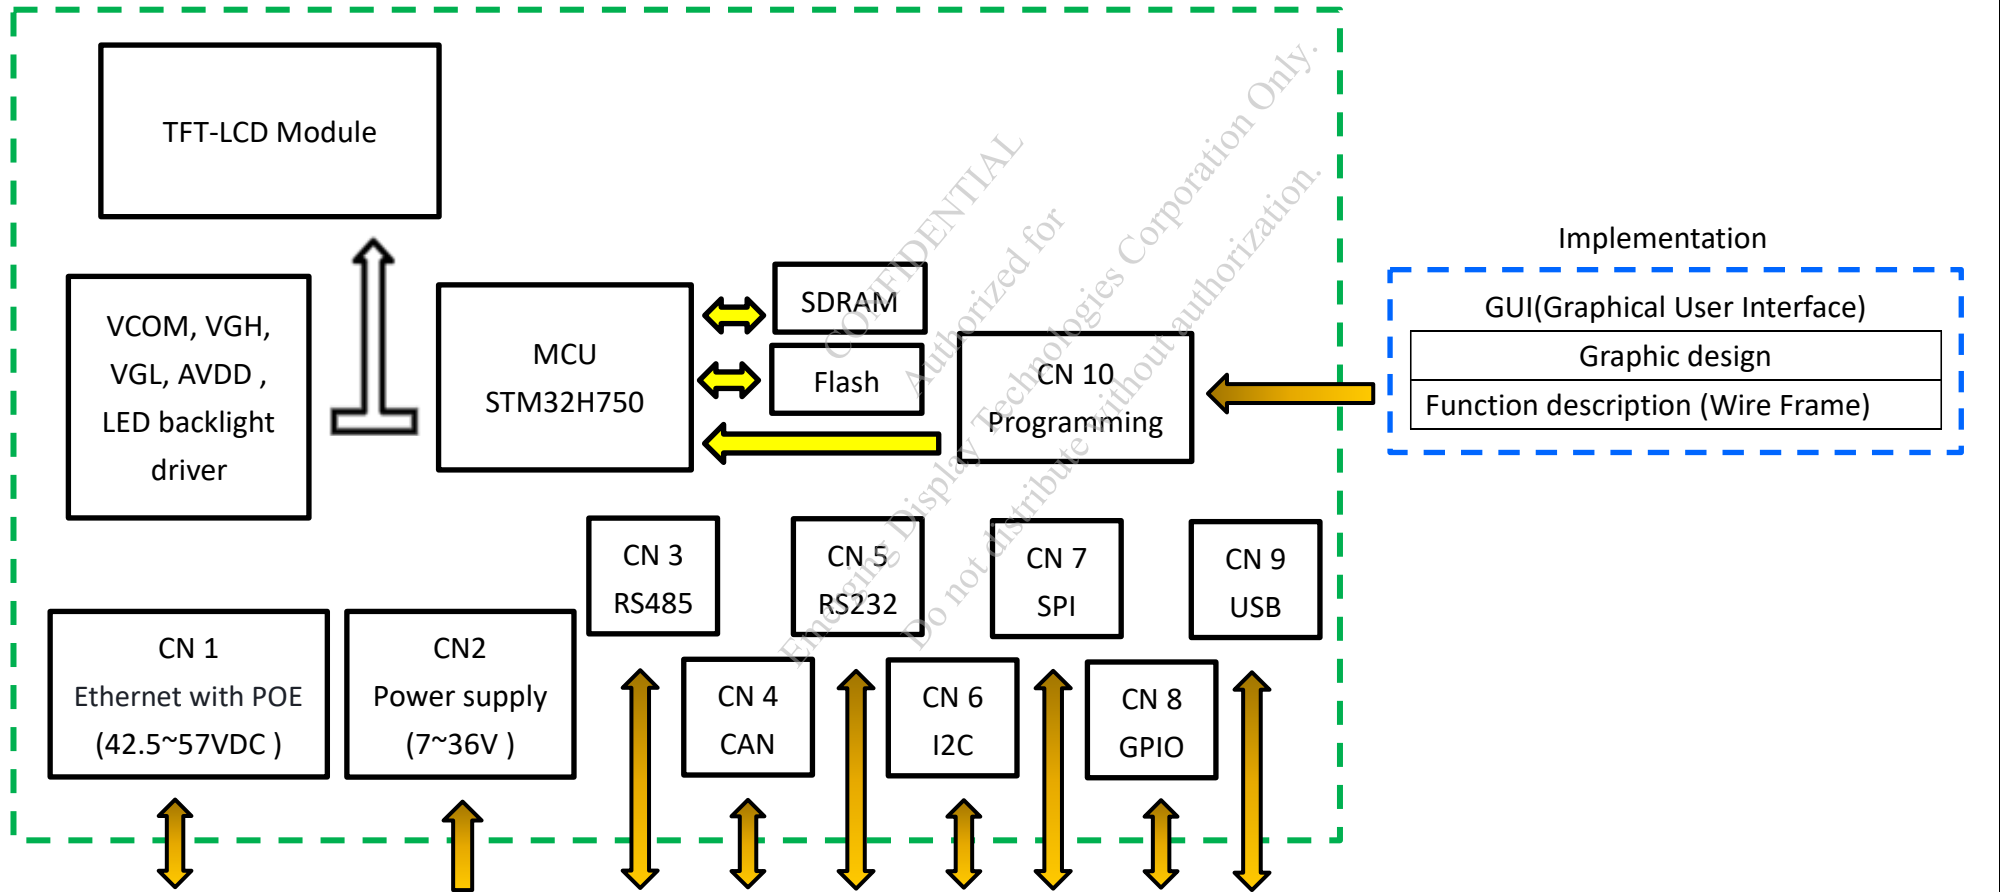 TFT-LCD Module
VCOM, VGH,
VGL, AVDD ,
LED backlight
driver
MCU
STM32H750
SDRAM
Flash
CN 10
Programming
Implementation
GUI(Graphical User Interface)
Graphic design
Function description (Wire Frame)
CN 1
Ethernet with POE
(42.5~57VDC )
CN2
Power supply
(7~36V )
CN 3
RS485
CN 4
CAN
CN 5
RS232
CN 6
I2C
CN 7
SPI
CN 8
GPIO
CN 9
USB
CONFIDENTIAL
Authorized for
Emerging Display Technologies Corporation Only.
Do not distribute without authorization.